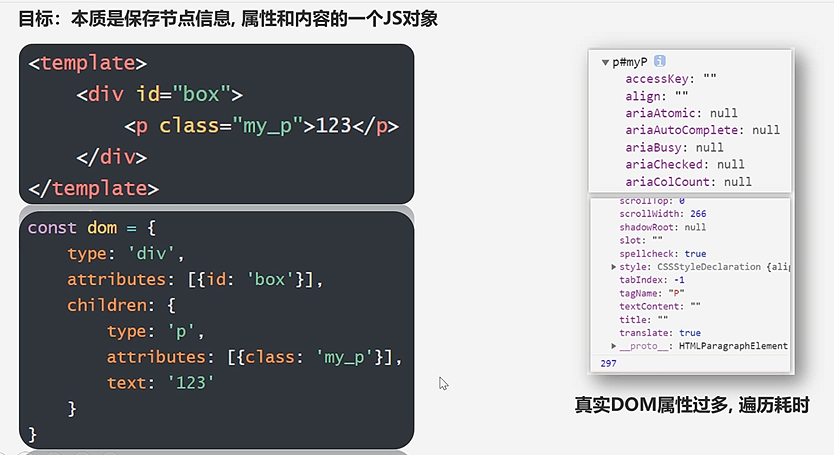 目标：本质是保存节点信息, 属性和内容的一个JS对象
<template>
    <div id="box">
        <p class="my_p">123</p>
    </div>
</template>
const dom = {
    type: 'div',
    attributes: [{id: 'box'}],
    children: {
        type: 'p',
        attributes: [{class: 'my_p'}],
        text: '123'
    }
}
▼p#myP i
accessKey: ""
align: ""
ariaAtomic: null
ariaAutoComplete: null
ariaBusy: null
ariaChecked: null
ariaColCount: null
scrollTop: 0
scrollWidth: 266
shadowRoot: null
slot: ""
spellcheck: true
▶style: CSSStyleDeclaration {alig
tabIndex: -1
tagName: "P"
textContent: ""
title: ""
translate: true
▶__proto__: HTMLParagraphElement
297
真实DOM属性过多, 遍历耗时